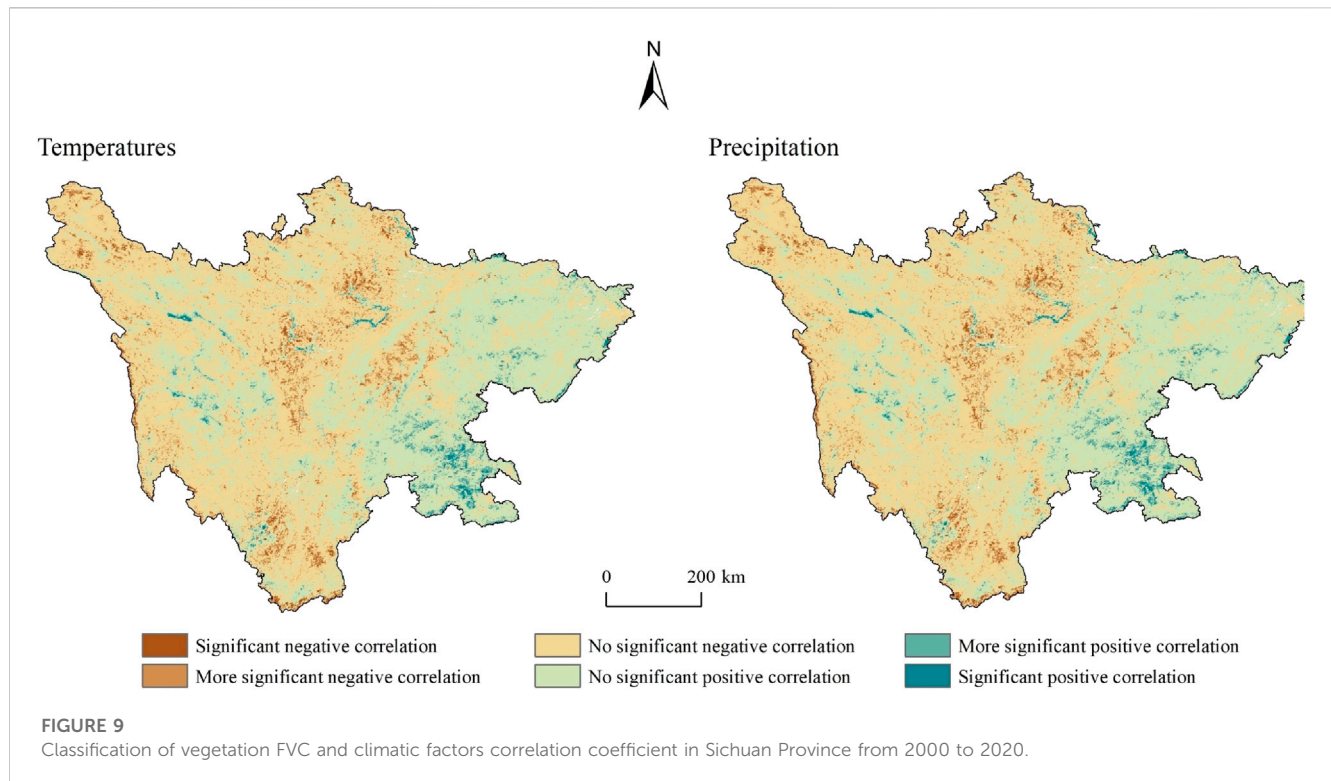 N
Temperatures
Precipitation
0 200 km
Significant negative correlation
No significant negative correlation
More significant positive correlation
More significant negative correlation
No significant positive correlation
Significant positive correlation
FIGURE 9
Classification of vegetation FVC and climatic factors correlation coefficient in Sichuan Province from 2000 to 2020.